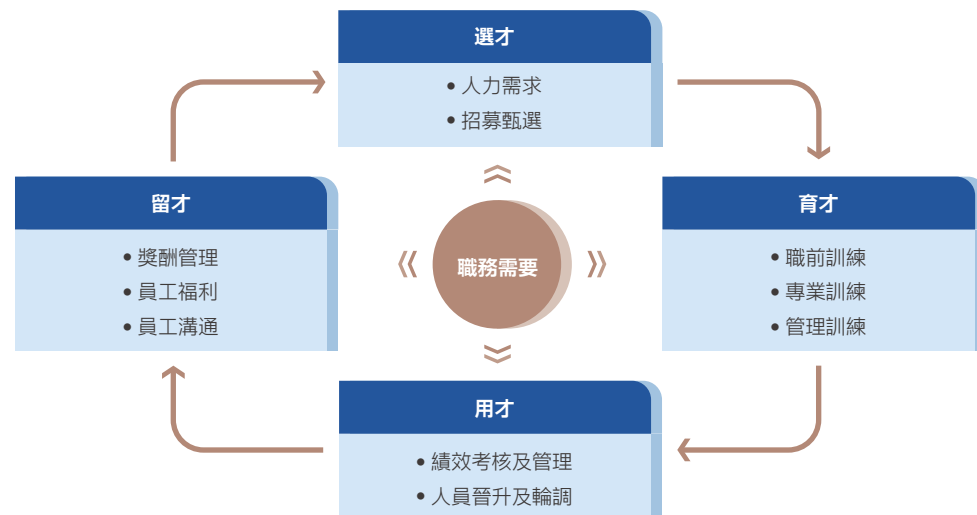 選才
• 人力需求
• 招募甄選
留才
• 獎酬管理
• 員工福利
• 員工溝通
職務需要
育才
• 職前訓練
• 專業訓練
• 管理訓練
用才
• 績效考核及管理
• 人員晉升及輪調